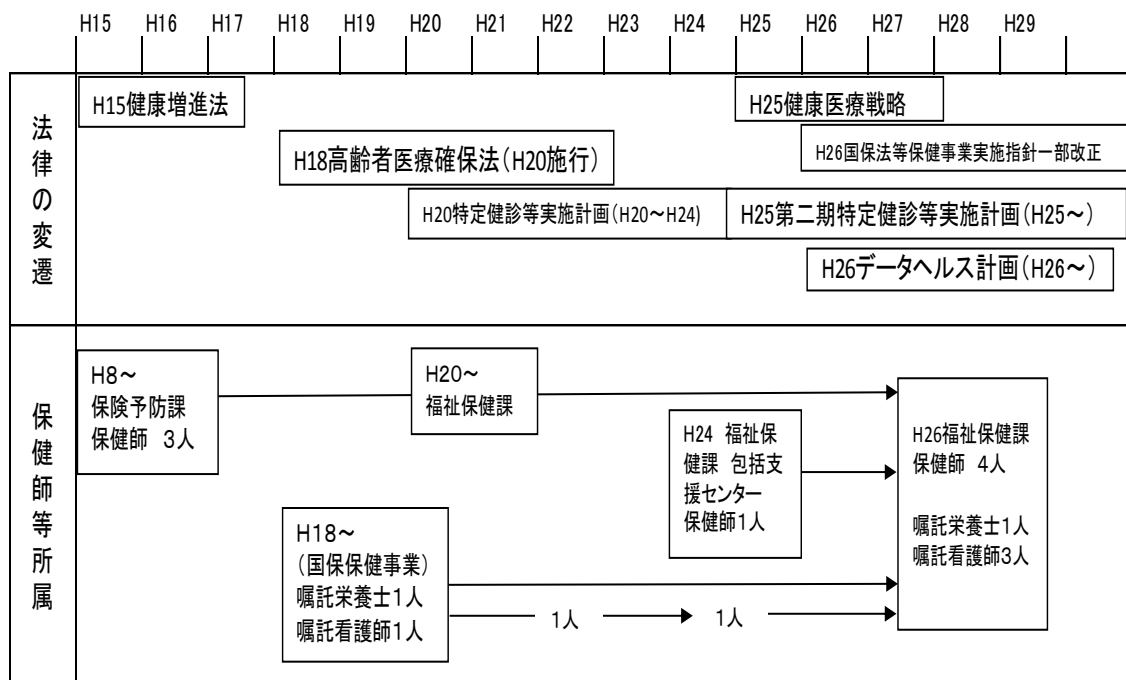 H15
H16
H17
H18
H19
H20
H21
H22
H23
H24
H25
H26
H27
H28
H29
法律の変遷
H15健康増進法
H25健康医療戦略
H18高齢者医療確保法(H20施行)
H26国保法等保健事業実施指針一部改正
H20特定健診等実施計画(H20～H24)
H25第二期特定健診等実施計画(H25～)
H26データヘルス計画(H26～)
保健師等所属
H8～
保険予防課
保健師 3人
H20～
福祉保健課
H24 福祉保
健課 包括支
援センター
保健師1人
H26福祉保健課
保健師 4人
嘱託栄養士1人
嘱託看護師3人
H18～
(国保保健事業)
嘱託栄養士1人
嘱託看護師1人
1人
1人